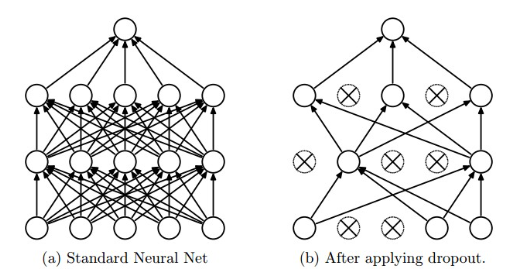 (a) Standard Neural Net
(b) After applying dropout.